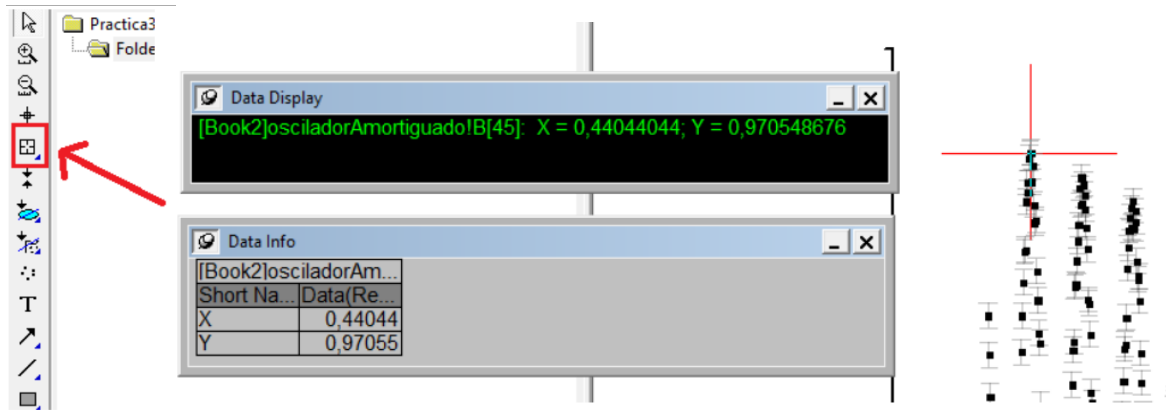 Practica3
Folde
Data Display
[Book2]osciladorAmortiguado!B[45]: X = 0,44044044; Y = 0,970548676
Data Info
[Book2]osciladorAm...
Short Na... Data(Re...
X 0,44044
Y 0,97055
T